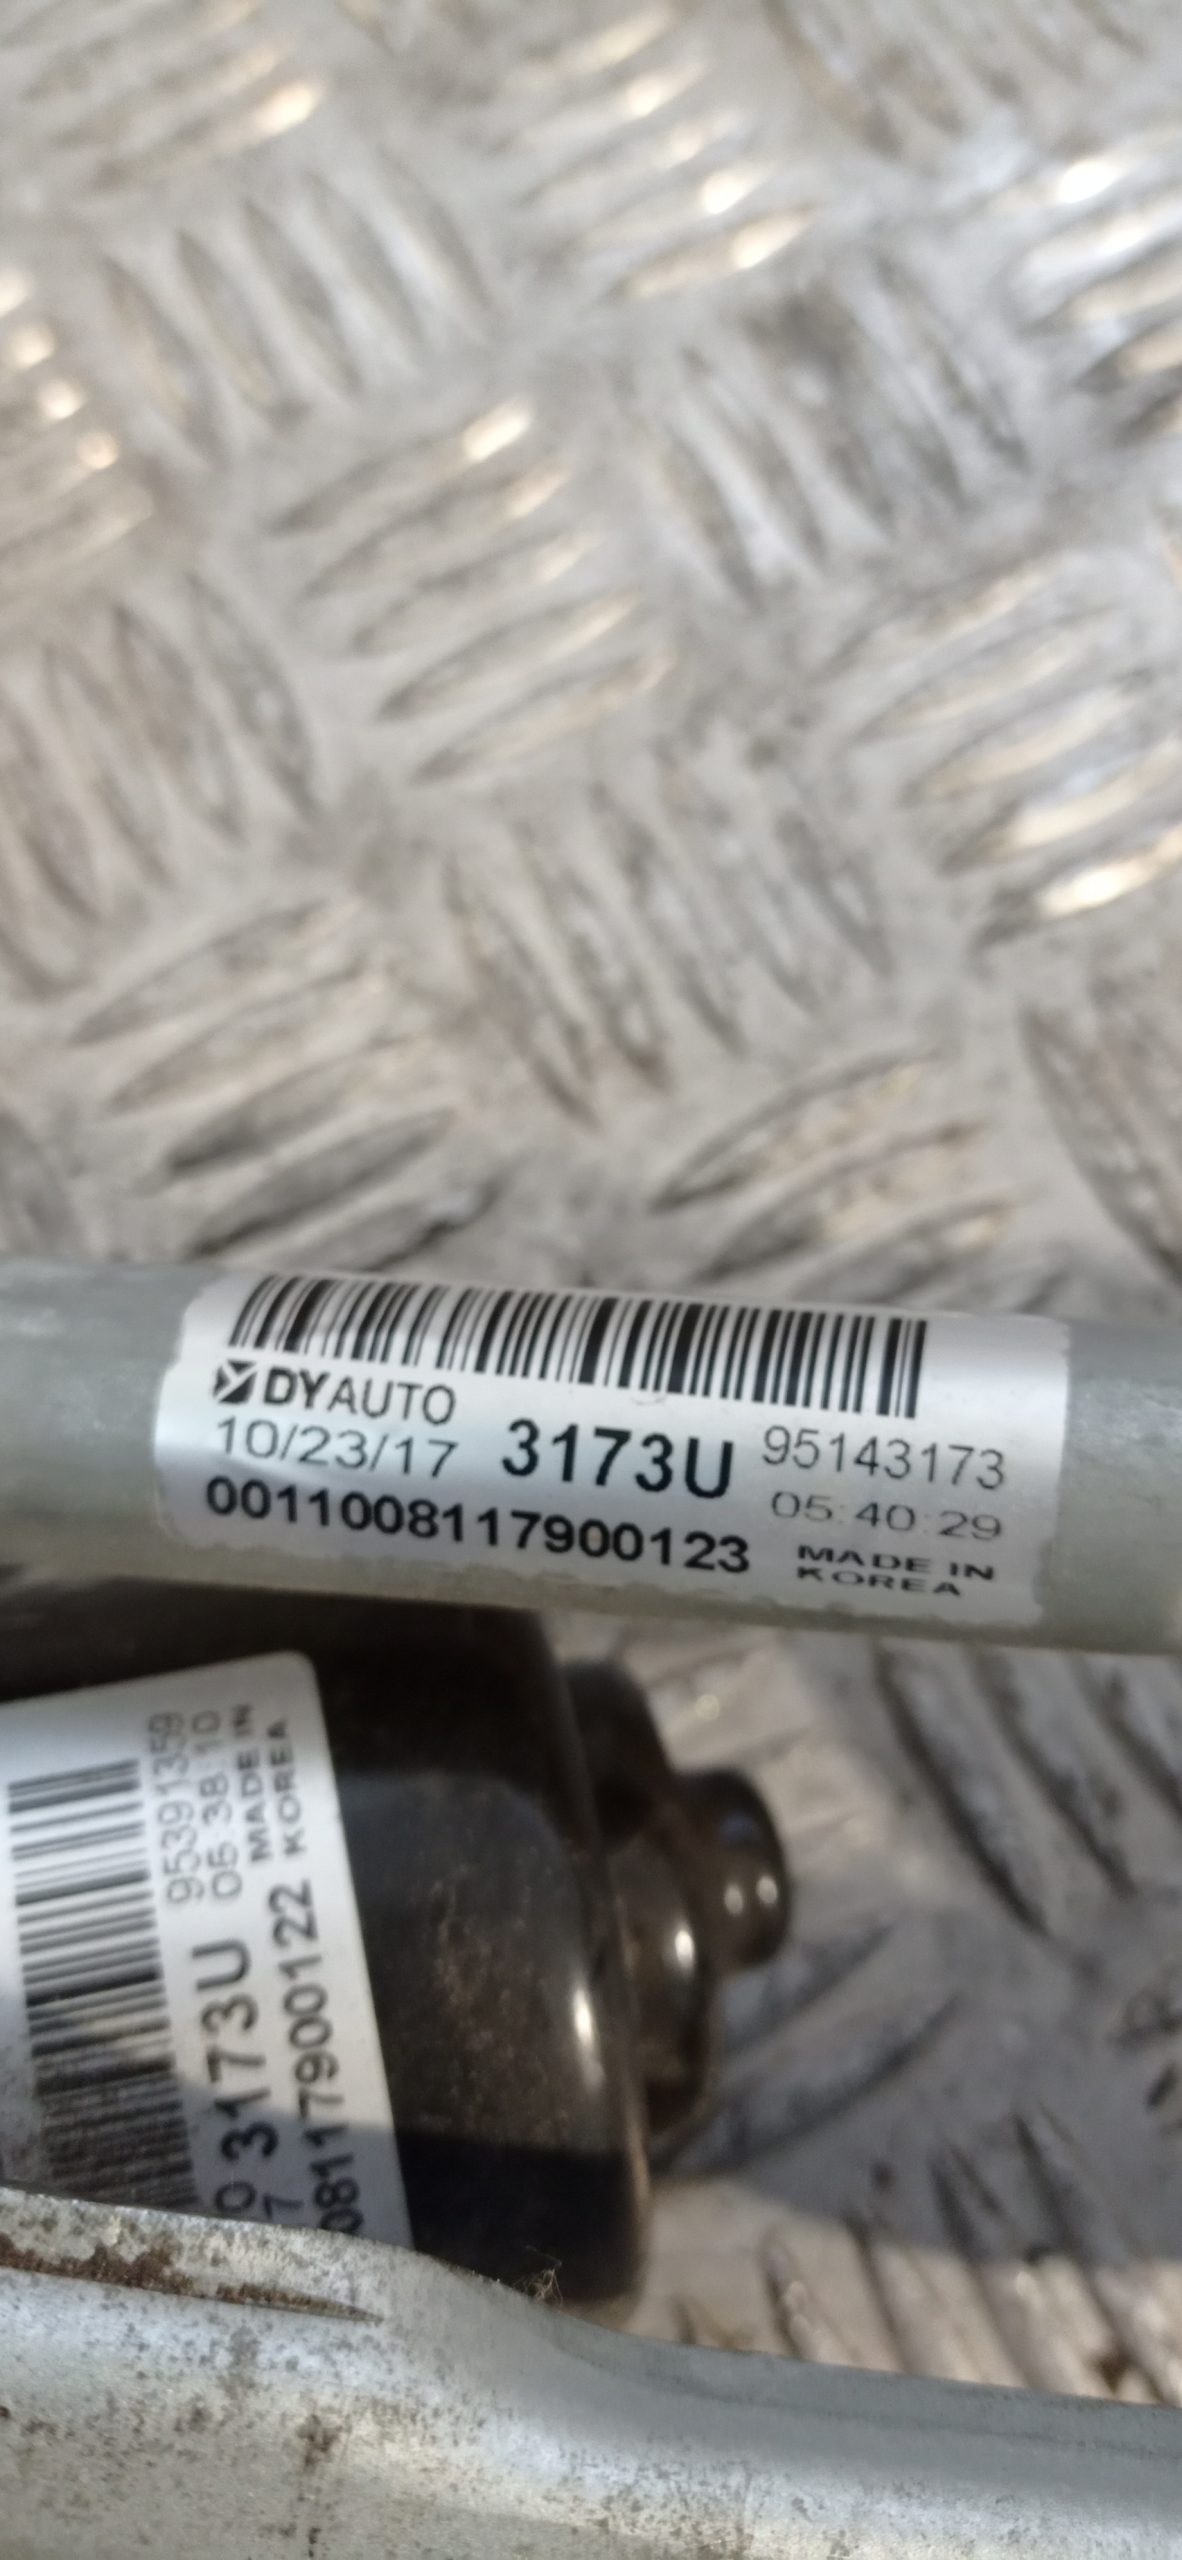 DYAUTO
10/23/17 3173U 95143173
05:40:29
0011008117900123 MADE IN
KOREA
95391359
3173U 05:38:10
MADE IN
08117900122 KOREA